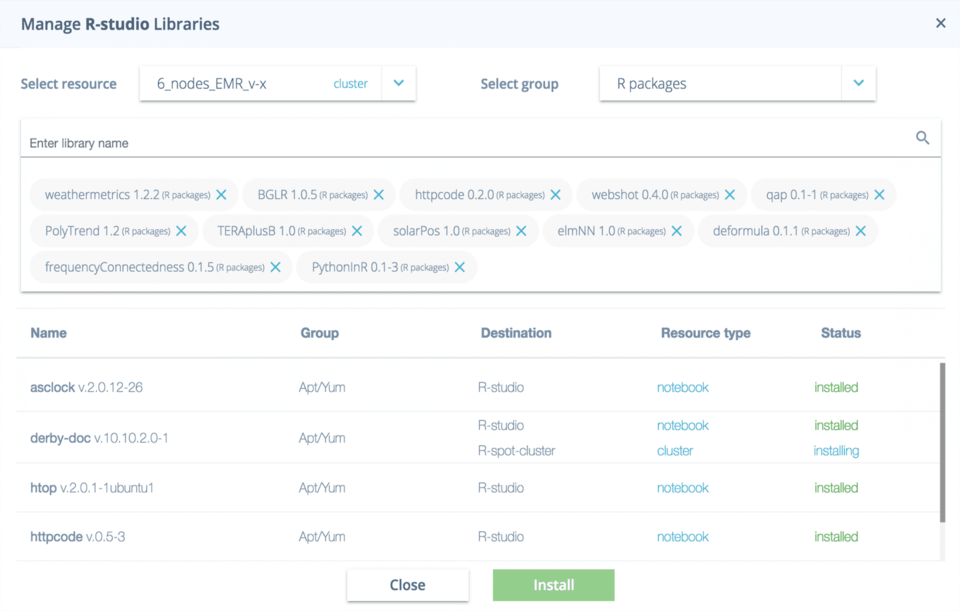 Manage R-studio Libraries
Select resource 6_nodes_EMR_v-x cluster Select group R packages
Enter library name
weathermetrics 1.2.2 (R packages) BGLR 1.0.5 (R packages) httpcode 0.2.0 (R packages) webshot 0.4.0 (R packages) qap 0.1-1 (R packages)
PolyTrend 1.2 (R packages) TERAplusB 1.0 (R packages) solarPos 1.0 (R packages) elmNN 1.0 (R packages) deformula 0.1.1 (R packages)
frequencyConnectedness 0.1.5 (R packages) PythonInR 0.1-3 (R packages)
Name Group Destination Resource type Status
asclock v.2.0.12-26 Apt/Yum R-studio notebook installed
R-studio notebook installed
derby-doc v.10.10.2.0-1 Apt/Yum
R-spot-cluster cluster installing
htop v.2.0.1-1ubuntu1 Apt/Yum R-studio notebook installed
httpcode v.0.5-3 Apt/Yum R-studio notebook installed
Close Install